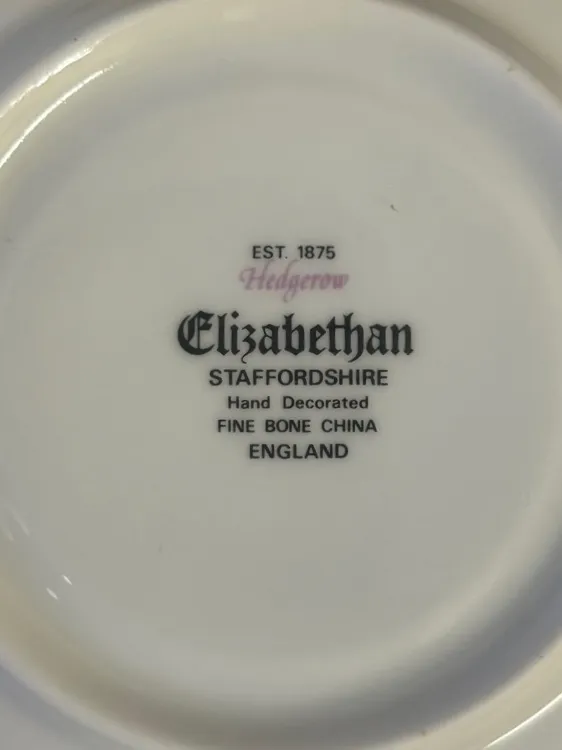 EST. 1875
Hedgerow
Elizabethan
STAFFORDSHIRE
Hand Decorated
FINE BONE CHINA
ENGLAND